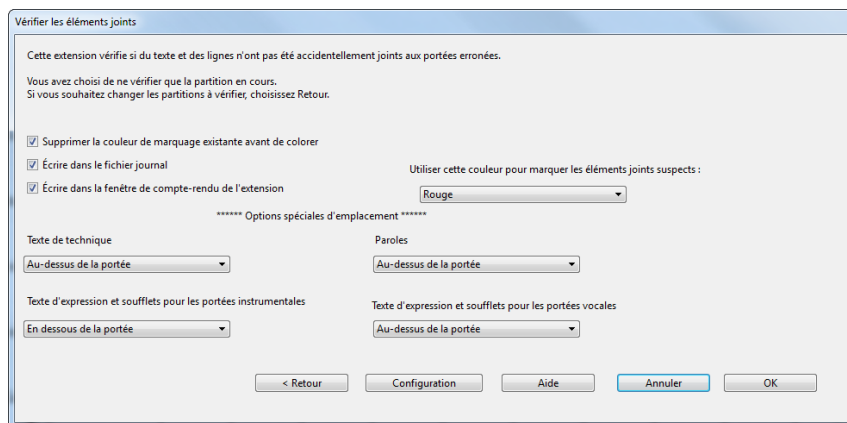 Vérifier les éléments joints
Cette extension vérifie si du texte et des lignes n'ont pas été accidentellement joints aux portées erronées.
Vous avez choisi de ne vérifier que la partition en cours.
Si vous souhaitez changer les partitions à vérifier, choisissez Retour.
Supprimer la couleur de marquage existante avant de colorer
Écrire dans le fichier journal
Utiliser cette couleur pour marquer les éléments joints suspects :
Écrire dans la fenêtre de compte-rendu de l'extension
Rouge
****** Options spéciales d'emplacement ******
Texte de technique
Paroles
Au-dessus de la portée
Au-dessus de la portée
Texte d'expression et soufflets pour les portées instrumentales
Texte d'expression et soufflets pour les portées vocales
En dessous de la portée
Au-dessus de la portée
< Retour
Configuration
Aide
Annuler
OK